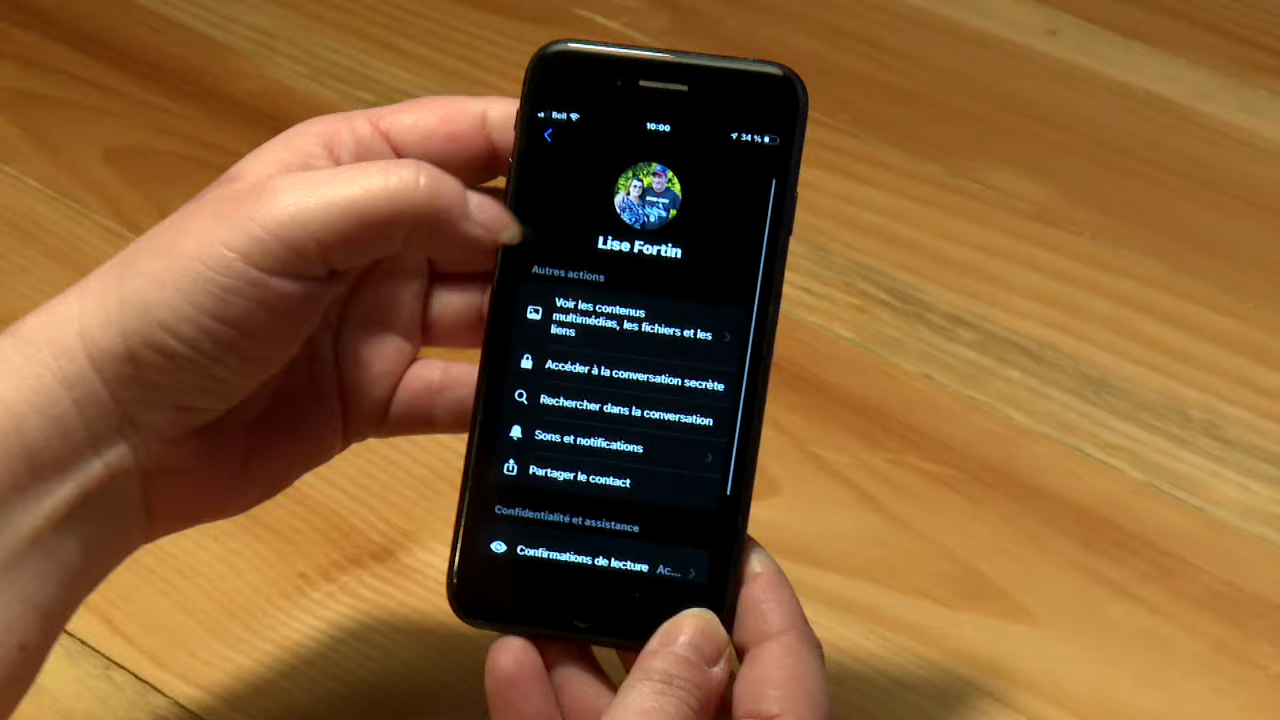 Bell
10:00
34 %
Lise Fortin
Autres actions
Voir les contenus
multimédias, les fichiers et les
liens
Accéder à la conversation secrète
Rechercher dans la conversation
Sons et notifications
Partager le contact
Confidentialité et assistance
Confirmations de lecture Ac...